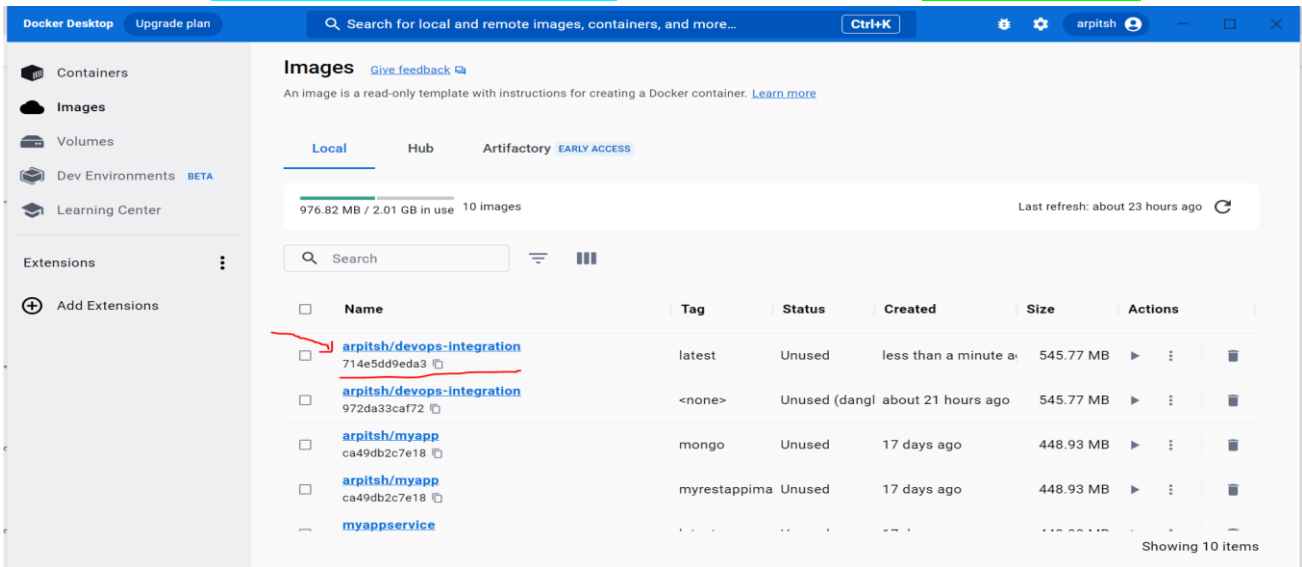 Docker Desktop Upgrade plan Search for local and remote images, containers, and more... Ctrl+K arpitsh
Containers
Images
Volumes
Dev Environments BETA
Learning Center
Extensions
Add Extensions
Images Give feedback
An image is a read-only template with instructions for creating a Docker container. Learn more
Local Hub Artifactory EARLY ACCESS
976.82 MB / 2.01 GB in use 10 images Last refresh: about 23 hours ago
Search
Name Tag Status Created Size Actions
arpitsh/devops-integration
714e5dd9eda3 latest Unused less than a minute a 545.77 MB
arpitsh/devops-integration
972da33caf72 <none> Unused (dangl about 21 hours ago 545.77 MB
arpitsh/myapp
ca49db2c7e18 mongo Unused 17 days ago 448.93 MB
arpitsh/myapp
ca49db2c7e18 myrestappima Unused 17 days ago 448.93 MB
myappservice
Showing 10 items